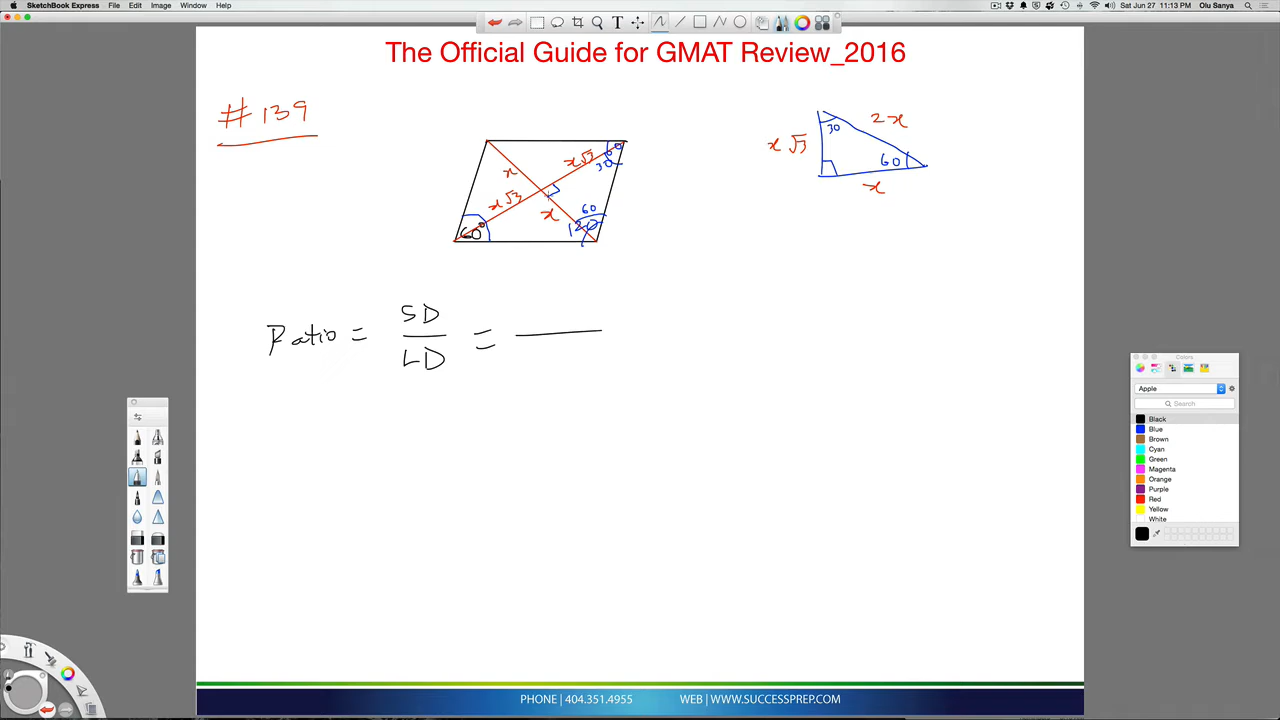 SketchBook Express File Edit Image Window Help
Sat Jun 27 11:13 PM Olu Sanya
T
The Official Guide for GMAT Review_2016
# 139
x√3
30
2x
60
x
x
x√3
30
x√3
x
60
60°
120
Ratio = SD/LD =
Colors
Apple
Search
Black
Blue
Brown
Cyan
Green
Magenta
Orange
Purple
Red
Yellow
White
PHONE | 404.351.4955 WEB | WWW.SUCCESSPREP.COM